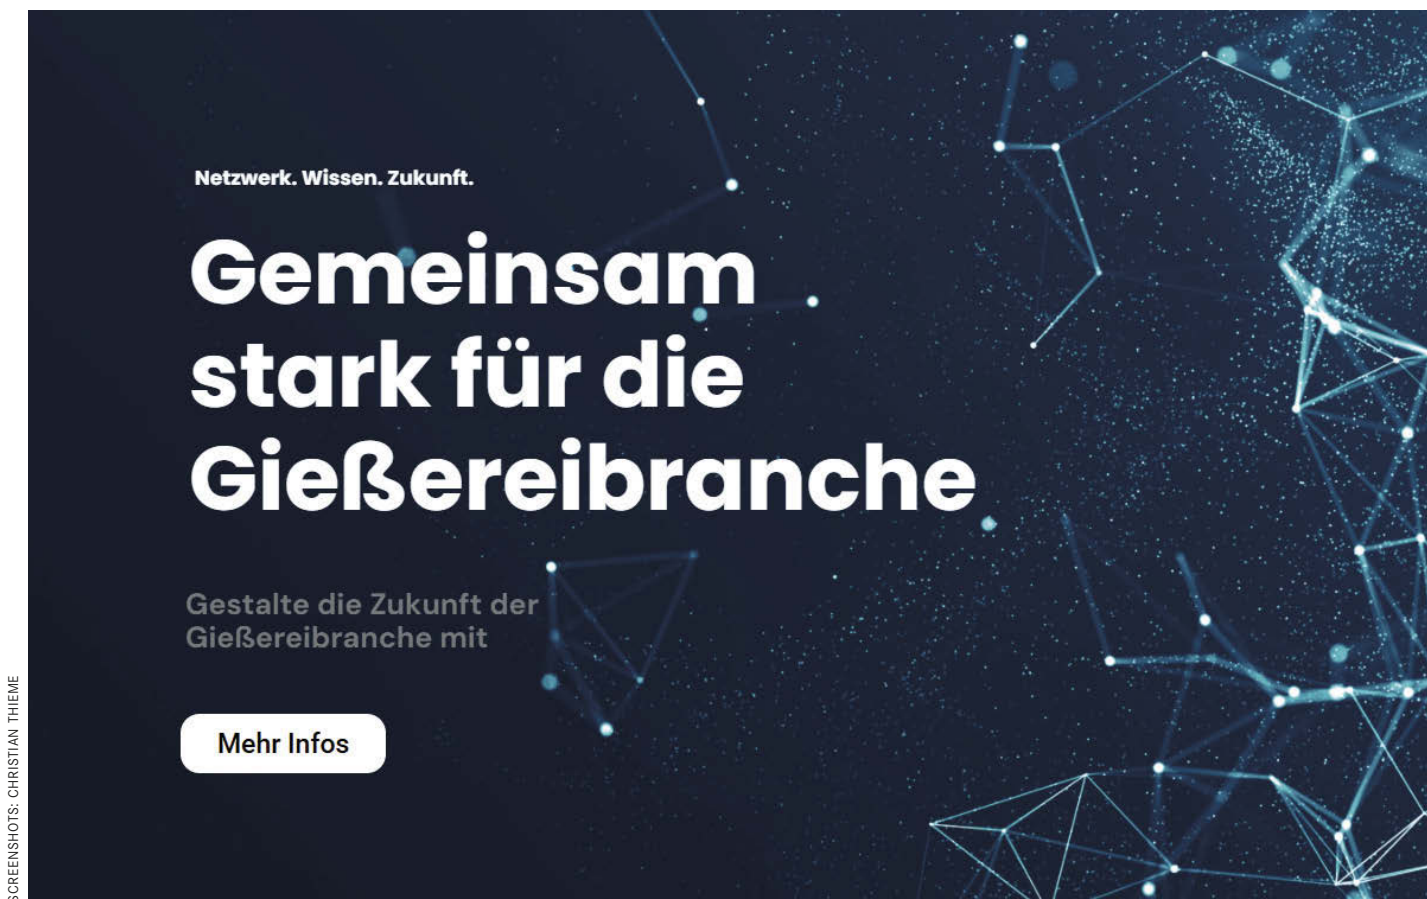 Netzwerk. Wissen. Zukunft.
Gemeinsam
stark für die
Gießereibranche
Gestalte die Zukunft der
Gießereibranche mit
Mehr Infos
SCREENSHOTS: CHRISTIAN THIEME